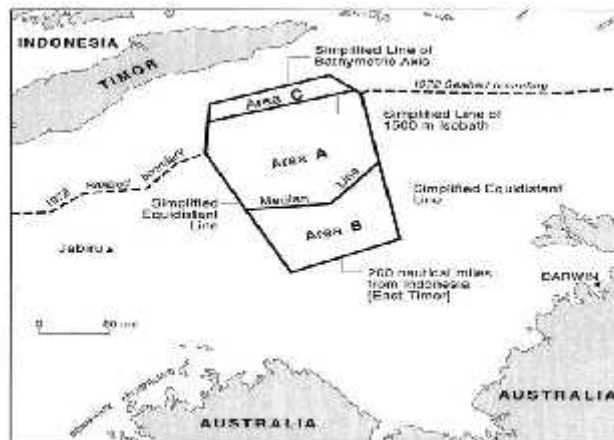 INDONESIA
TIMOR
Simplified Line of
Bathymetric Axis
1972 Seabed Boundary
Area C
Simplified Line of
1500 m Isobath
Area A
1972 Seabed Boundary
Simplified
Equidistant
Line
Median Line
Simplified Equidistant
Line
Area B
Jabiru
200 nautical miles
from Indonesia
(East Timor)
DARWIN
0
AUSTRALIA
AUSTRALIA